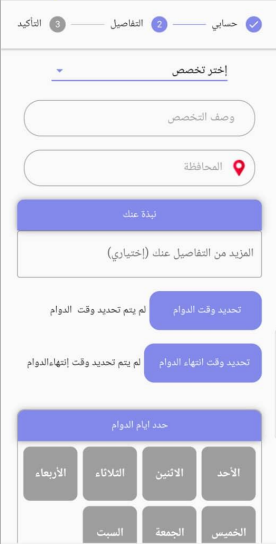 حسابي 2 التفاصيل 3 التأكيد
إختر تخصص
وصف التخصص
المحافظة
نبذة عنك
المزيد من التفاصيل عنك (إختياري)
تحديد وقت الدوام لم يتم تحديد وقت الدوام
تحديد وقت انتهاء الدوام لم يتم تحديد وقت إنتهاءالدوام
حدد ايام الدوام
الأحد الاثنين الثلاثاء الأربعاء
الخميس الجمعة السبت